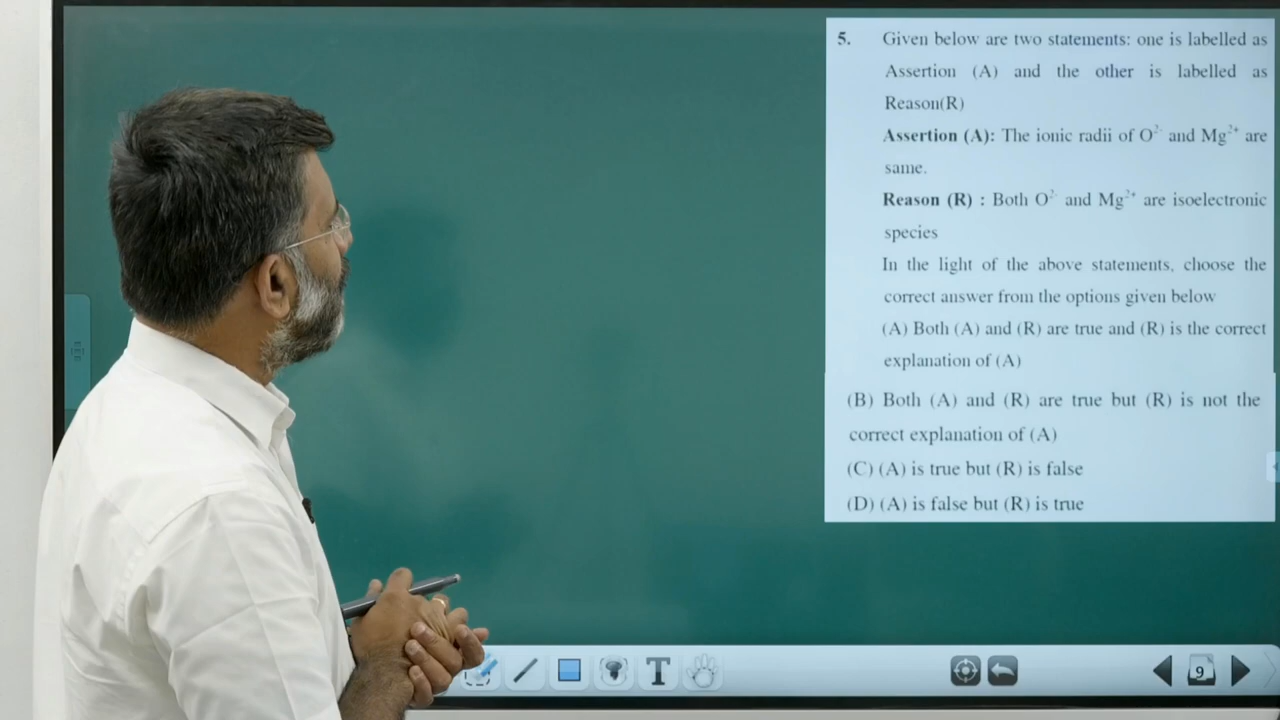 5. Given below are two statements: one is labelled as
Assertion (A) and the other is labelled as
Reason(R)
Assertion (A): The ionic radii of O²⁻ and Mg²⁺ are
same.
Reason (R) : Both O²⁻ and Mg²⁺ are isoelectronic
species
In the light of the above statements, choose the
correct answer from the options given below
(A) Both (A) and (R) are true and (R) is the correct
explanation of (A)
(B) Both (A) and (R) are true but (R) is not the
correct explanation of (A)
(C) (A) is true but (R) is false
(D) (A) is false but (R) is true
T
9